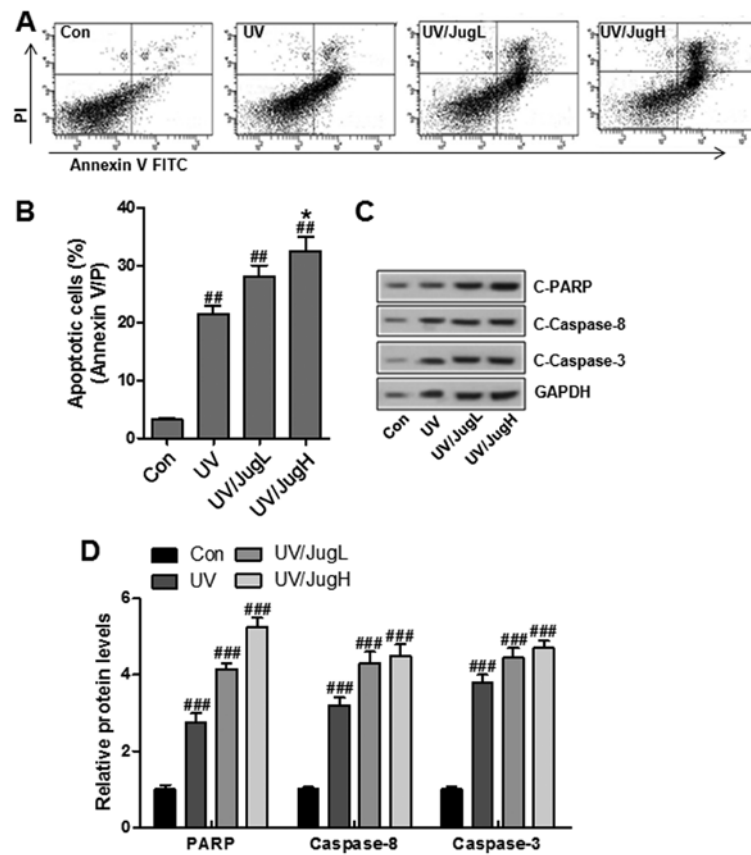 A
Con
UV
UV/JugL
UV/JugH
PI
Annexin V FITC
B
Apoptotic cells (%)
(Annexin V/P)
40
30
20
10
0
*
##
##
##
Con
UV
UV/JugL
UV/JugH
C
C-PARP
C-Caspase-8
C-Caspase-3
GAPDH
Con
UV
UV/JugL
UV/JugH
D
Con
UV/JugL
UV
UV/JugH
Relative protein levels
6
4
2
0
###
###
###
###
###
###
###
###
###
PARP
Caspase-8
Caspase-3